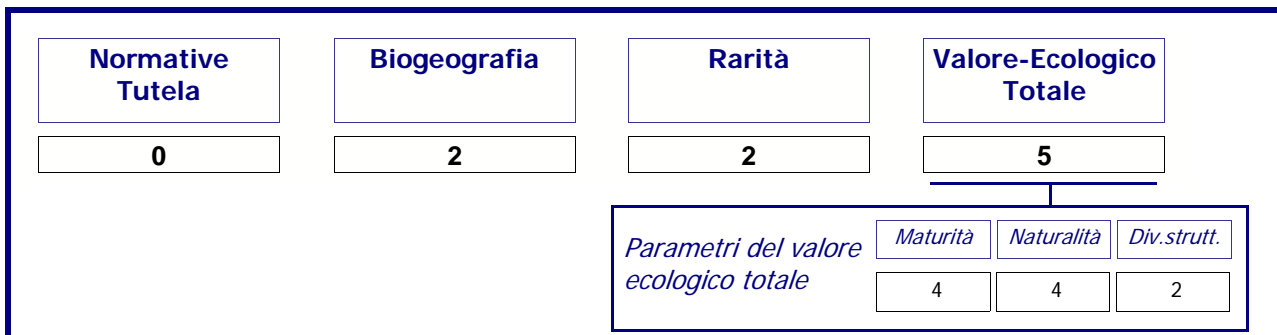 Normative Tutela
Biogeografia
Rarità
Valore-Ecologico Totale
0
2
2
5
Parametri del valore ecologico totale
Maturità
Naturalità
Div.strutt.
4
4
2